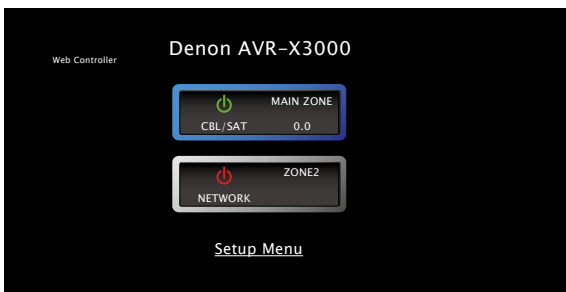 Denon AVR-X3000
Web Controller
MAIN ZONE
CBL/SAT 0.0
ZONE2
NETWORK
Setup Menu